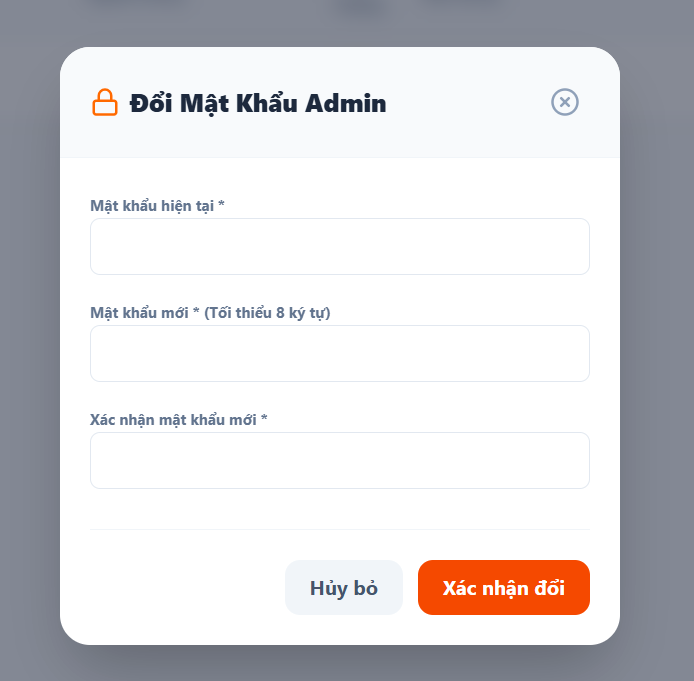 Đổi Mật Khẩu Admin
Mật khẩu hiện tại *
Mật khẩu mới * (Tối thiểu 8 ký tự)
Xác nhận mật khẩu mới *
Hủy bỏ
Xác nhận đổi